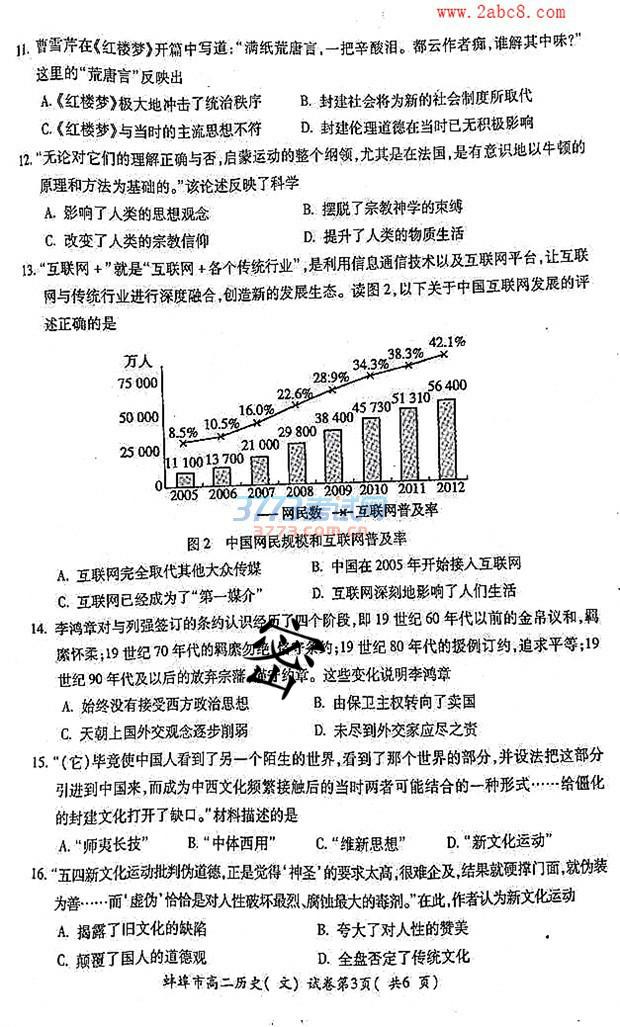 www.2abc8.com
11. 曹雪芹在《红楼梦》开篇中写道:“满纸荒唐言,一把辛酸泪。都云作者痴,谁解其中味?”
这里的“荒唐言”反映出
A.《红楼梦》极大地冲击了统治秩序 B. 封建社会将为新的社会制度所取代
C.《红楼梦》与当时的主流思想不符 D. 封建伦理道德在当时已无积极影响
12. “无论对它们的理解正确与否,启蒙运动的整个纲领,尤其是在法国,是有意识地以牛顿的
原理和方法为基础的。”该论述反映了科学
A. 影响了人类的思想观念 B. 摆脱了宗教神学的束缚
C. 改变了人类的宗教信仰 D. 提升了人类的物质生活
13. “互联网+”就是“互联网+各个传统行业”,是利用信息通信技术以及互联网平台,让互联
网与传统行业进行深度融合,创造新的发展生态。读图2,以下关于中国互联网发展的评
述正确的是
万人
75 000
50 000
25 000
0
8.5% 10.5% 16.0% 22.6% 28.9% 34.3% 38.3% 42.1%
11 100 13 700 21 000 29 800 38 400 45 730 51 310 56 400
2005 2006 2007 2008 2009 2010 2011 2012
网民数 互联网普及率
3773考试网
3773.com.cn
图2 中国网民规模和互联网普及率
A. 互联网完全取代其他大众传媒 B. 中国在2005年开始接入互联网
C. 互联网已经成为了“第一媒介” D. 互联网深刻地影响了人们生活
14. 李鸿章对与列强签订的条约认识经历了四个阶段,即19世纪60年代以前的金帛议和,羁
縻怀柔;19世纪70年代的羁縻勿绝,恪守条约;19世纪80年代的援例订约,追求平等;19
世纪90年代及以后的放弃宗藩,强守约章。这些变化说明李鸿章
密
A. 始终没有接受西方政治思想 B. 由保卫主权转向了卖国
C. 天朝上国外交观念逐步削弱 D. 未尽到外交家应尽之责
15. “(它)毕竟使中国人看到了另一个陌生的世界,看到了那个世界的部分,并设法把这部分
引进到中国来,而成为中西文化频繁接触后的当时两者可能结合的一种形式……给僵化
的封建文化打开了缺口。”材料描述的是
A.“师夷长技” B.“中体西用” C.“维新思想” D.“新文化运动”
16. “五四新文化运动批判伪道德,正是觉得‘神圣’的要求太高,很难企及,结果就硬撑门面,就伪装
为善……而‘虚伪’恰恰是对人性破坏最烈、腐蚀最大的毒剂。”在此,作者认为新文化运动
A. 揭露了旧文化的缺陷 B. 夸大了对人性的赞美
C. 颠覆了国人的道德观 D. 全盘否定了传统文化
蚌埠市高二历史(文)试卷第3页(共6页)